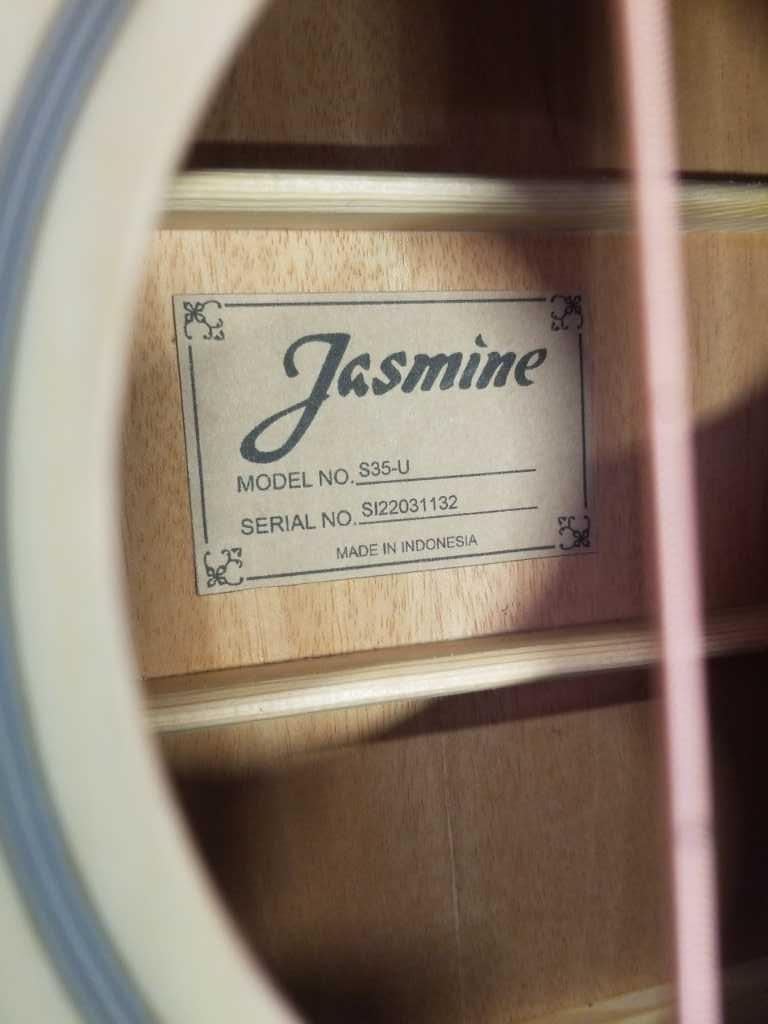 Jasmine
MODEL NO. S35-U
SERIAL NO. SI22031132
MADE IN INDONESIA